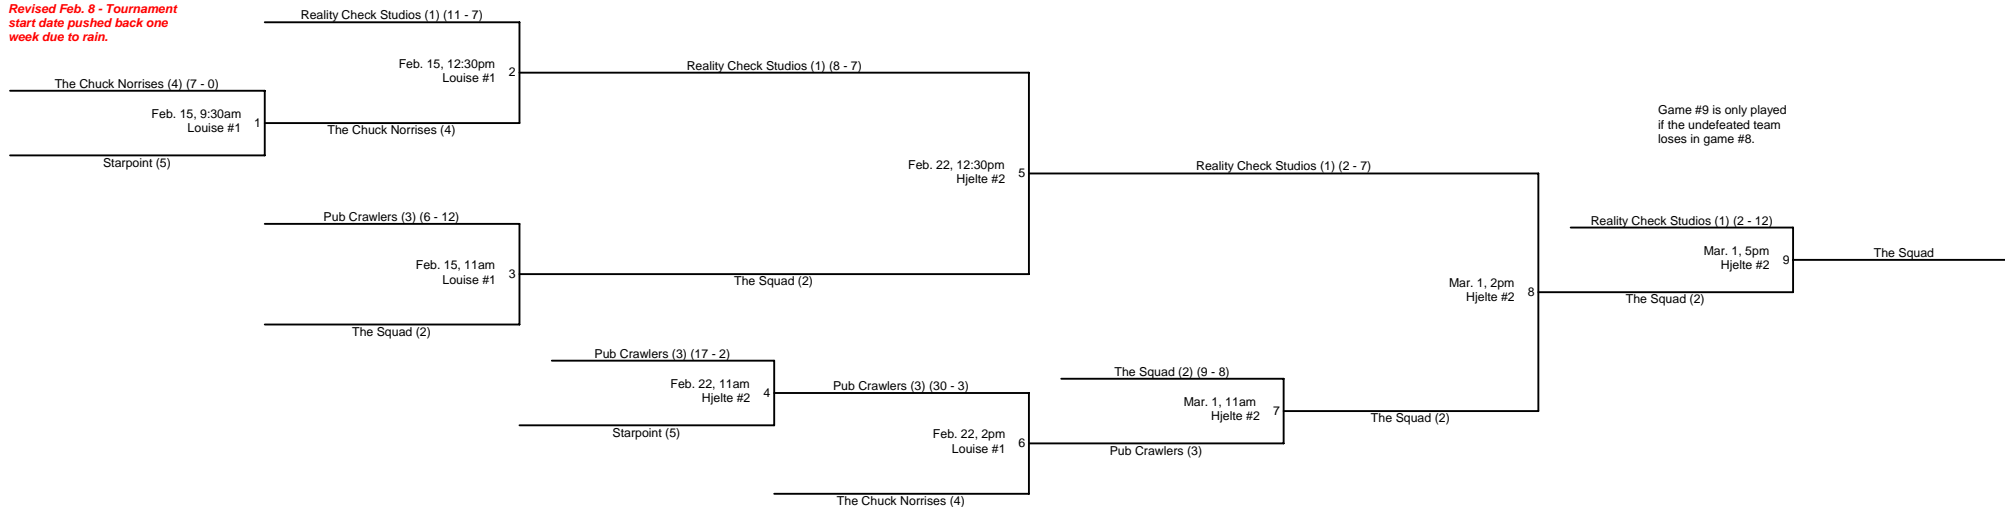 Revised Feb. 8 - Tournament
start date pushed back one
week due to rain.
Reality Check Studios (1) (11 - 7)
Feb. 15, 12:30pm
Louise #1
2
The Chuck Norrises (4) (7 - 0)
Feb. 15, 9:30am
Louise #1
1
The Chuck Norrises (4)
Starpoint (5)
Reality Check Studios (1) (8 - 7)
Feb. 22, 12:30pm
Hjelte #2
5
Pub Crawlers (3) (6 - 12)
Feb. 15, 11am
Louise #1
3
The Squad (2)
The Squad (2)
Reality Check Studios (1) (2 - 7)
Game #9 is only played
if the undefeated team
loses in game #8.
Reality Check Studios (1) (2 - 12)
Mar. 1, 5pm
Hjelte #2
9
The Squad
Mar. 1, 2pm
Hjelte #2
8
The Squad (2)
Pub Crawlers (3) (17 - 2)
Feb. 22, 11am
Hjelte #2
4
Starpoint (5)
Pub Crawlers (3) (30 - 3)
Feb. 22, 2pm
Louise #1
6
The Chuck Norrises (4)
The Squad (2) (9 - 8)
Mar. 1, 11am
Hjelte #2
7
Pub Crawlers (3)
The Squad (2)